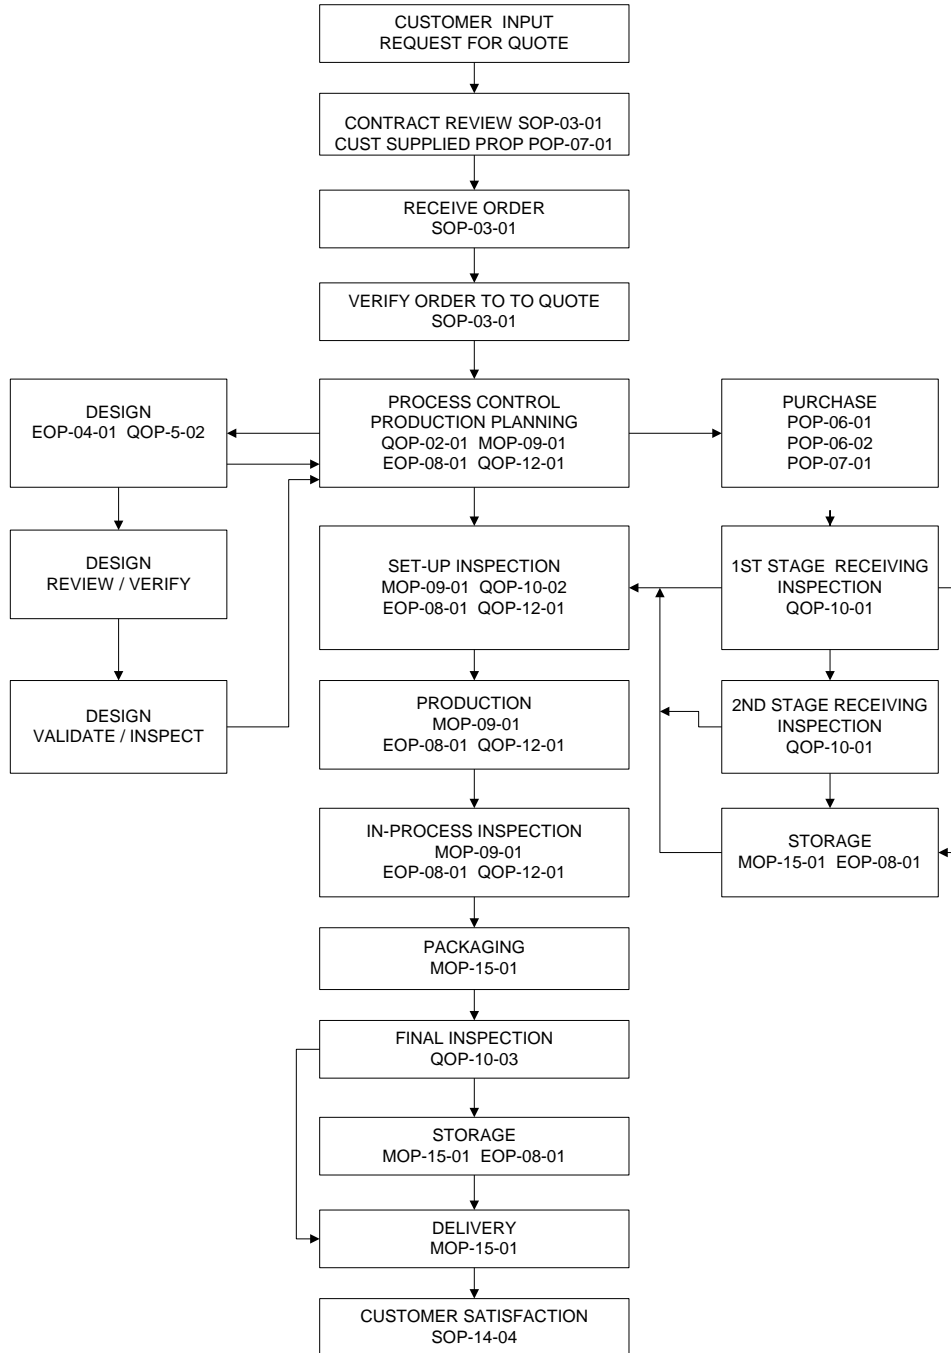 CUSTOMER INPUT
REQUEST FOR QUOTE
CONTRACT REVIEW SOP-03-01
CUST SUPPLIED PROP POP-07-01
RECEIVE ORDER
SOP-03-01
VERIFY ORDER TO TO QUOTE
SOP-03-01
DESIGN
EOP-04-01 QOP-5-02
PROCESS CONTROL
PRODUCTION PLANNING
QOP-02-01 MOP-09-01
EOP-08-01 QOP-12-01
PURCHASE
POP-06-01
POP-06-02
POP-07-01
DESIGN
REVIEW / VERIFY
SET-UP INSPECTION
MOP-09-01 QOP-10-02
EOP-08-01 QOP-12-01
1ST STAGE RECEIVING
INSPECTION
QOP-10-01
DESIGN
VALIDATE / INSPECT
PRODUCTION
MOP-09-01
EOP-08-01 QOP-12-01
2ND STAGE RECEIVING
INSPECTION
QOP-10-01
IN-PROCESS INSPECTION
MOP-09-01
EOP-08-01 QOP-12-01
STORAGE
MOP-15-01 EOP-08-01
PACKAGING
MOP-15-01
FINAL INSPECTION
QOP-10-03
STORAGE
MOP-15-01 EOP-08-01
DELIVERY
MOP-15-01
CUSTOMER SATISFACTION
SOP-14-04